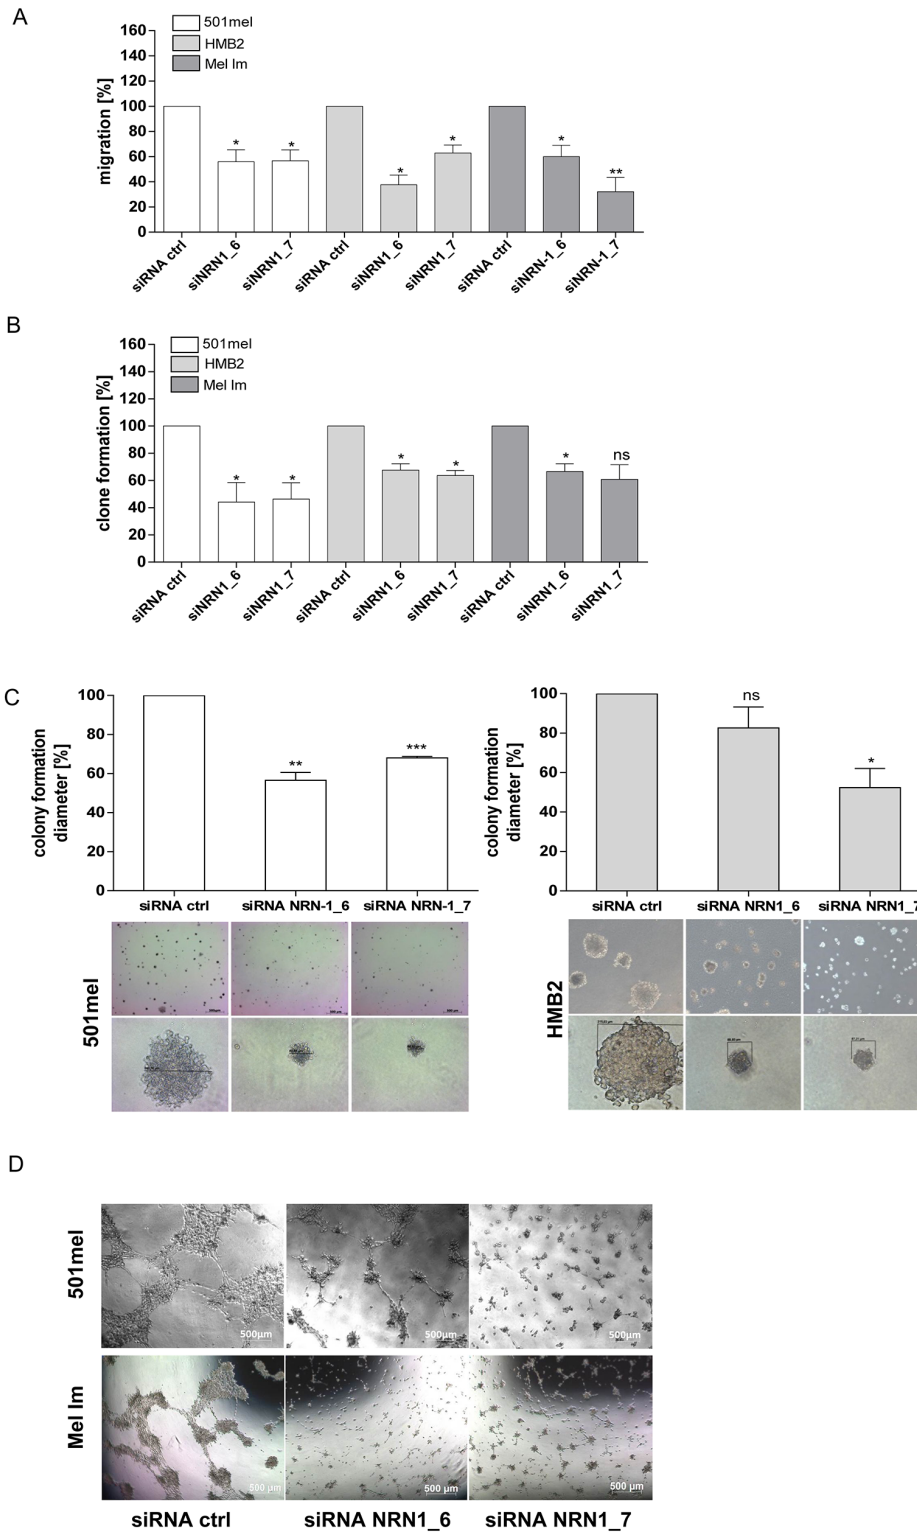 A
501mel
HMB2
Mel Im
migration [%]
160
140
120
100
80
60
40
20
0
*
*
*
*
*
**
siRNA ctrl
siNRN1_6
siNRN1_7
siRNA ctrl
siNRN1_6
siNRN1_7
siRNA ctrl
siNRN-1_6
siNRN-1_7
B
501mel
HMB2
Mel Im
clone formation [%]
160
140
120
100
80
60
40
20
0
*
*
*
*
*
ns
siRNA ctrl
siNRN1_6
siNRN1_7
siRNA ctrl
siNRN1_6
siNRN1_7
siRNA ctrl
siNRN1_6
siNRN1_7
C
colony formation
diameter [%]
100
80
60
40
20
0
**
***
siRNA ctrl
siRNA NRN-1_6
siRNA NRN-1_7
501mel
colony formation
diameter [%]
100
80
60
40
20
0
ns
*
siRNA ctrl
siRNA NRN1_6
siRNA NRN1_7
HMB2
D
501mel
500µm
500µm
500µm
Mel Im
500 µm
500 µm
500 µm
siRNA ctrl
siRNA NRN1_6
siRNA NRN1_7